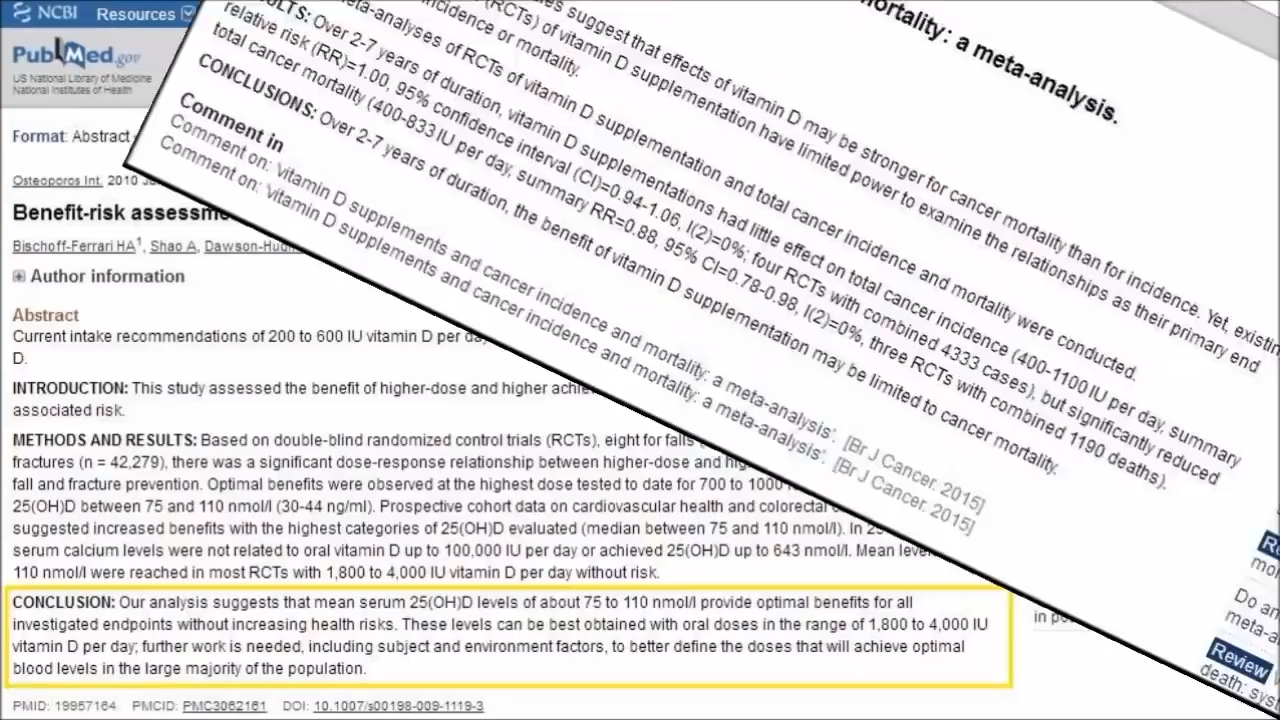 NCBI Resources
PubMed.gov
US National Library of Medicine
National Institutes of Health
Format: Abstract
Osteoporos Int. 2010
Benefit-risk
Bischoff-Ferrari HA1, Shao A,
Author information
Abstract
Current intake recommendations of 200 to 600 IU vitamin D per
D.
INTRODUCTION: This study assessed the benefit of higher-dose and higher
associated risk.
METHODS AND RESULTS: Based on double-blind randomized control trials (RCTs), eight for falls
fractures (n = 42,279), there was a significant dose-response relationship between higher-dose and
fall and fracture prevention. Optimal benefits were observed at the highest dose tested to date for 700 to 1000
25(OH)D between 75 and 110 nmol/l (30-44 ng/ml). Prospective cohort data on cardiovascular health and colorectal
suggested increased benefits with the highest categories of 25(OH)D evaluated (median between 75 and 110 nmol/l). In
serum calcium levels were not related to oral vitamin D up to 100,000 IU per day or achieved 25(OH)D up to 643 nmol/l. Mean
110 nmol/l were reached in most RCTs with 1,800 to 4,000 IU vitamin D per day without risk.
CONCLUSION: Our analysis suggests that mean serum 25(OH)D levels of about 75 to 110 nmol/l provide optimal benefits for all
investigated endpoints without increasing health risks. These levels can be best obtained with oral doses in the range of 1,800 to 4,000 IU
vitamin D per day; further work is needed, including subject and environment factors, to better define the doses that will achieve optimal
blood levels in the large majority of the population.
PMID: 19957164 PMCID: PMC3062161 DOI: 10.1007/s00198-009-1119-3
mortality: a meta-analysis.
suggest that effects of vitamin D may be stronger for cancer mortality than for incidence. Yet,
(RCTs) of vitamin D supplementation have limited power to examine the relationships as their primary end
incidence or mortality.
meta-analyses of RCTs of vitamin D supplementation and total cancer incidence and mortality were conducted.
Over 2-7 years of duration, vitamin D supplementations had little effect on total cancer incidence (400-1100 IU per day, summary
relative risk (RR)=1.00, 95% confidence interval (CI)=0.94-1.06, I(2)=0%; four RCTs with combined 4333 cases), but significantly reduced
total cancer mortality (400-833 IU per day, summary RR=0.88, 95% CI=0.78-0.98, I(2)=0%, three RCTs with combined 1190 deaths).
CONCLUSIONS: Over 2-7 years of duration, the benefit of vitamin D supplementation may be limited to cancer mortality.
Comment in
Comment on: 'vitamin D supplements and cancer incidence and mortality: a meta-analysis'. [Br J Cancer. 2015]
Comment on: 'vitamin D supplements and cancer incidence and mortality: a meta-analysis'. [Br J Cancer. 2015]
in
Do
Review
death: